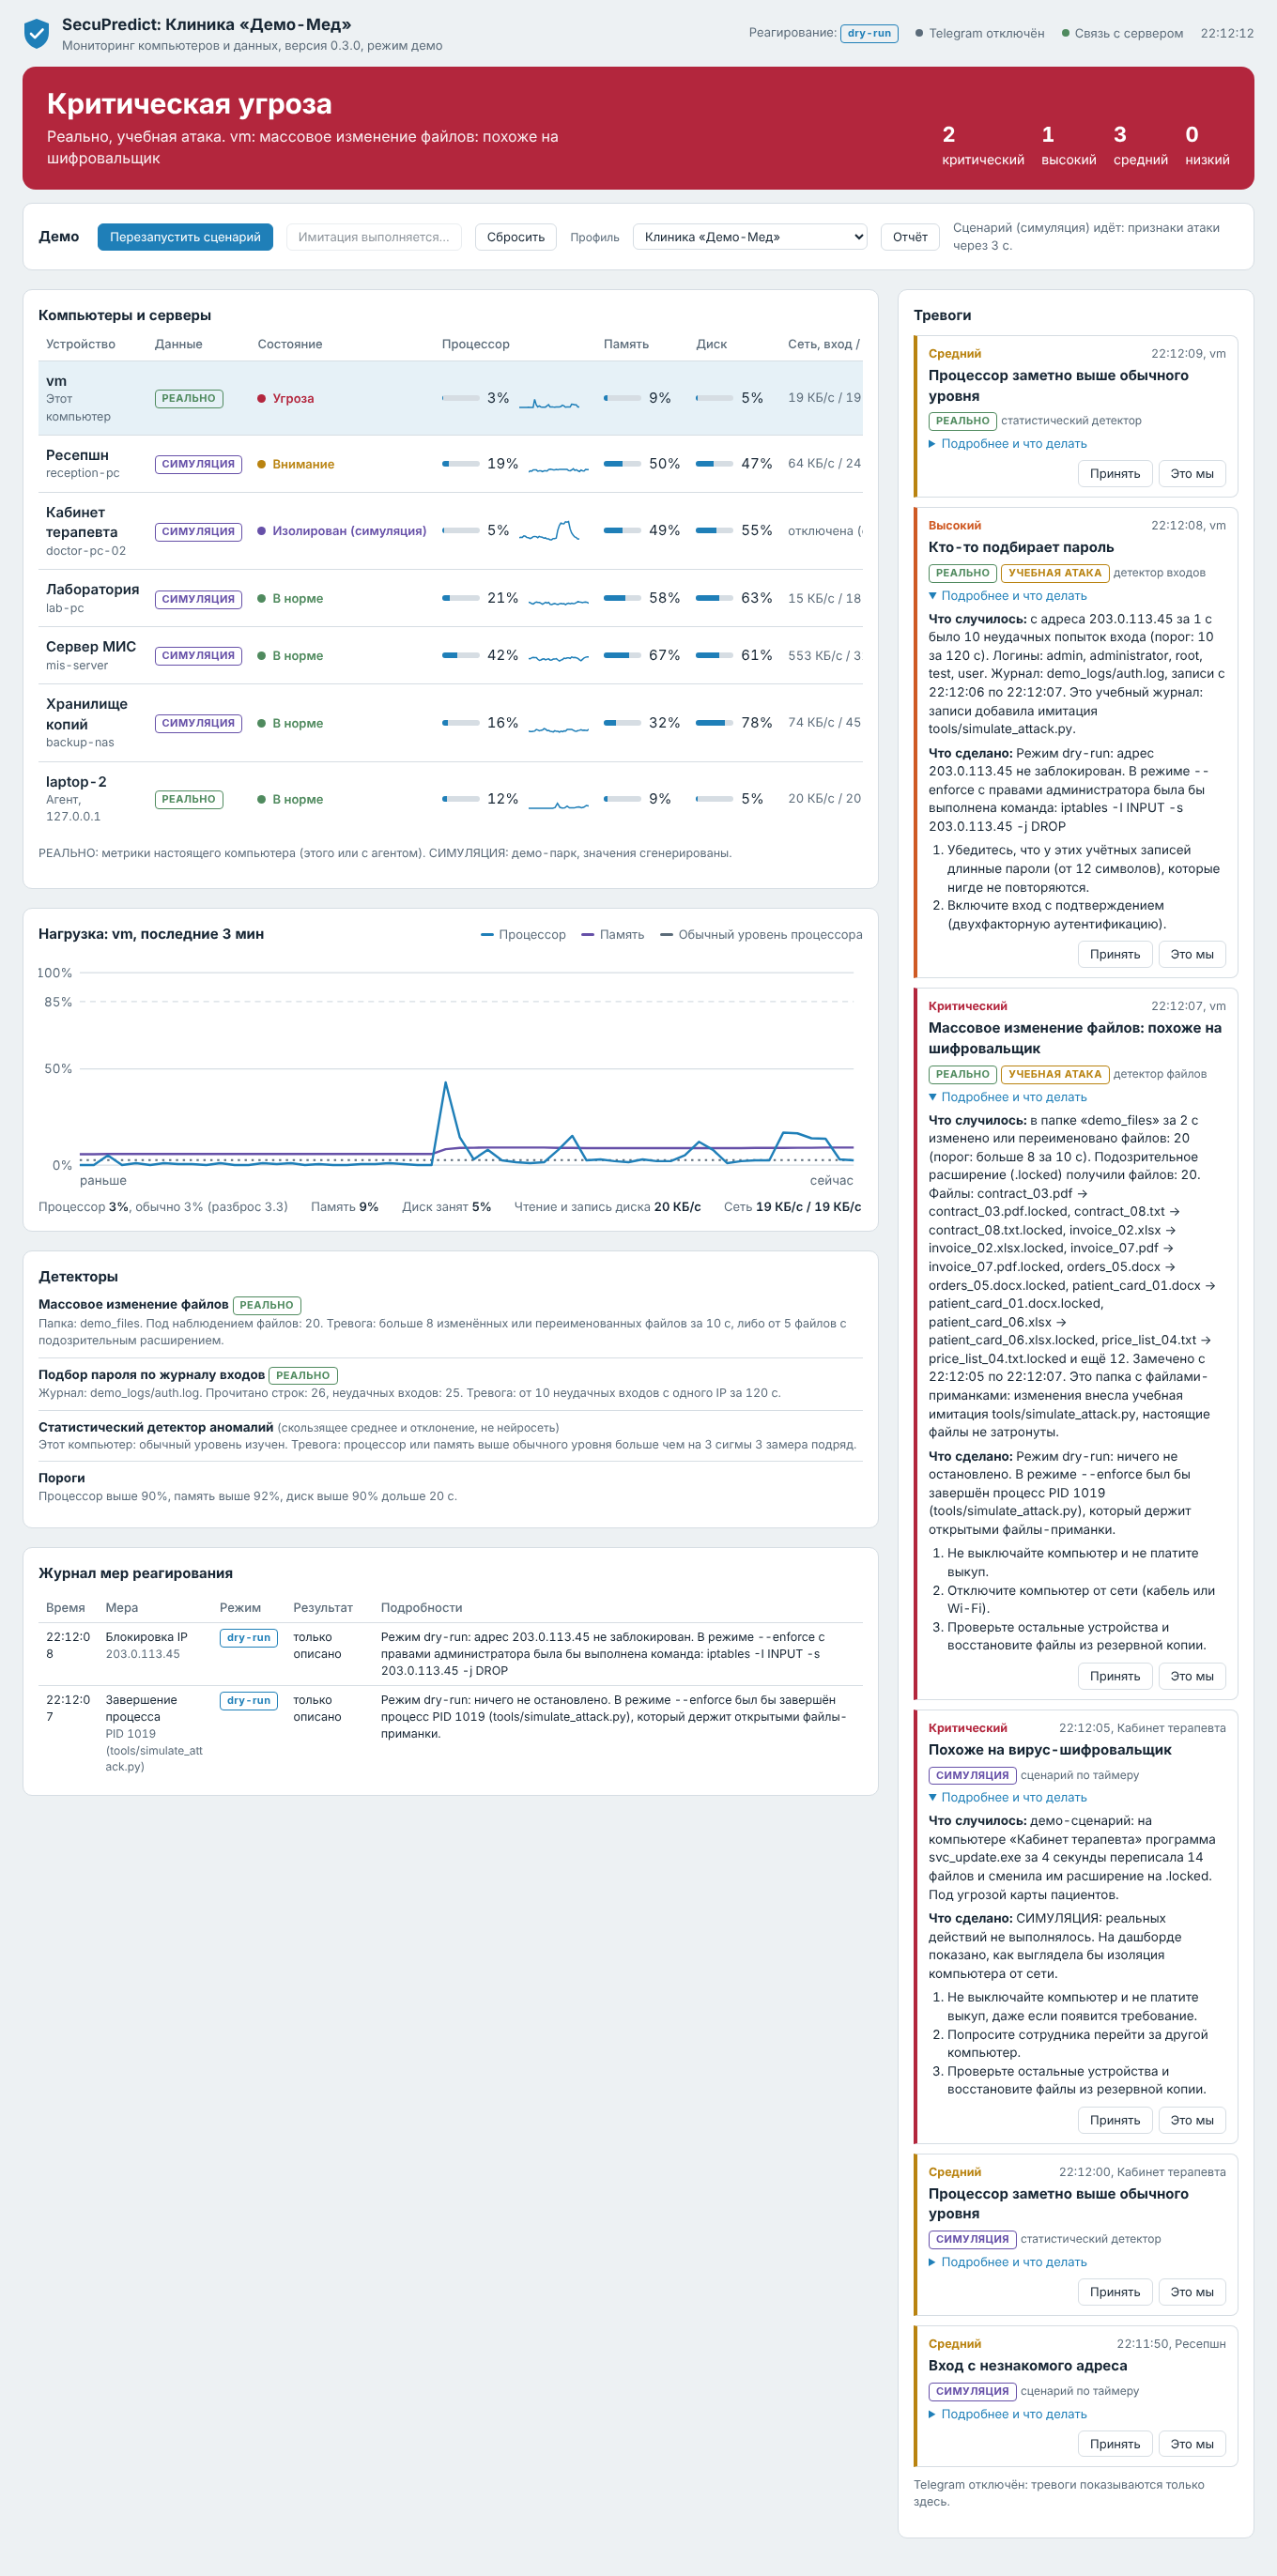 SecuPredict: Клиника «Демо-Мед»
Мониторинг компьютеров и данных, версия 0.3.0, режим демо
Реагирование: dry-run Telegram отключён Связь с сервером 22:12:12
Критическая угроза
Реально, учебная атака. vm: массовое изменение файлов: похоже на
шифровальщик
2 1 3 0
критический высокий средний низкий
Демо Перезапустить сценарий Имитация выполняется... Сбросить Профиль Клиника «Демо-Мед» Отчёт
Сценарий (симуляция) идёт: признаки атаки
через 3 с.
Компьютеры и серверы
Устройство Данные Состояние Процессор Память Диск Сеть, вход /
vm
Этот
компьютер
РЕАЛЬНО Угроза 3% 9% 5% 19 КБ/с / 19
Ресепшн
reception-pc
СИМУЛЯЦИЯ Внимание 19% 50% 47% 64 КБ/с / 24
Кабинет
терапевта
doctor-pc-02
СИМУЛЯЦИЯ Изолирован (симуляция) 5% 49% 55% отключена (
Лаборатория
lab-pc
СИМУЛЯЦИЯ В норме 21% 58% 63% 15 КБ/с / 18
Сервер МИС
mis-server
СИМУЛЯЦИЯ В норме 42% 67% 61% 553 КБ/с / 3
Хранилище
копий
backup-nas
СИМУЛЯЦИЯ В норме 16% 32% 78% 74 КБ/с / 45
laptop-2
Агент,
127.0.0.1
РЕАЛЬНО В норме 12% 9% 5% 20 КБ/с / 20
РЕАЛЬНО: метрики настоящего компьютера (этого или с агентом). СИМУЛЯЦИЯ: демо-парк, значения сгенерированы.
Нагрузка: vm, последние 3 мин
Процессор Память Обычный уровень процессора
100%
85%
50%
0%
раньше сейчас
Процессор 3%, обычно 3% (разброс 3.3) Память 9% Диск занят 5% Чтение и запись диска 20 КБ/с Сеть 19 КБ/с / 19 КБ/с
Детекторы
Массовое изменение файлов РЕАЛЬНО
Папка: demo_files. Под наблюдением файлов: 20. Тревога: больше 8 изменённых или переименованных файлов за 10 с, либо от 5 файлов с
подозрительным расширением.
Подбор пароля по журналу входов РЕАЛЬНО
Журнал: demo_logs/auth.log. Прочитано строк: 26, неудачных входов: 25. Тревога: от 10 неудачных входов с одного IP за 120 с.
Статистический детектор аномалий (скользящее среднее и отклонение, не нейросеть)
Этот компьютер: обычный уровень изучен. Тревога: процессор или память выше обычного уровня больше чем на 3 сигмы 3 замера подряд.
Пороги
Процессор выше 90%, память выше 92%, диск выше 90% дольше 20 с.
Журнал мер реагирования
Время Мера Режим Результат Подробности
22:12:0
8
Блокировка IP
203.0.113.45
dry-run
только
описано
Режим dry-run: адрес 203.0.113.45 не заблокирован. В режиме --enforce с
правами администратора была бы выполнена команда: iptables -I INPUT -s
203.0.113.45 -j DROP
22:12:0
7
Завершение
процесса
PID 1019
(tools/simulate_att
ack.py)
dry-run
только
описано
Режим dry-run: ничего не остановлено. В режиме --enforce был бы завершён
процесс PID 1019 (tools/simulate_attack.py), который держит открытыми файлы-
приманки.
Тревоги
Средний 22:12:09, vm
Процессор заметно выше обычного
уровня
РЕАЛЬНО статистический детектор
Подробнее и что делать
Принять Это мы
Высокий 22:12:08, vm
Кто-то подбирает пароль
РЕАЛЬНО УЧЕБНАЯ АТАКА детектор входов
Подробнее и что делать
Что случилось: с адреса 203.0.113.45 за 1 с
было 10 неудачных попыток входа (порог: 10
за 120 с). Логины: admin, administrator, root,
test, user. Журнал: demo_logs/auth.log, записи с
22:12:06 по 22:12:07. Это учебный журнал:
записи добавила имитация
tools/simulate_attack.py.
Что сделано: Режим dry-run: адрес
203.0.113.45 не заблокирован. В режиме --
enforce с правами администратора была бы
выполнена команда: iptables -I INPUT -s
203.0.113.45 -j DROP
1. Убедитесь, что у этих учётных записей
длинные пароли (от 12 символов), которые
нигде не повторяются.
2. Включите вход с подтверждением
(двухфакторную аутентификацию).
Принять Это мы
Критический 22:12:07, vm
Массовое изменение файлов: похоже на
шифровальщик
РЕАЛЬНО УЧЕБНАЯ АТАКА детектор файлов
Подробнее и что делать
Что случилось: в папке «demo_files» за 2 с
изменено или переименовано файлов: 20
(порог: больше 8 за 10 с). Подозрительное
расширение (.locked) получили файлов: 20.
Файлы: contract_03.pdf →
contract_03.pdf.locked, contract_08.txt →
contract_08.txt.locked, invoice_02.xlsx →
invoice_02.xlsx.locked, invoice_07.pdf →
invoice_07.pdf.locked, orders_05.docx →
orders_05.docx.locked, patient_card_01.docx →
patient_card_01.docx.locked,
patient_card_06.xlsx →
patient_card_06.xlsx.locked, price_list_04.txt →
price_list_04.txt.locked и ещё 12. Замечено с
22:12:05 по 22:12:07. Это папка с файлами-
приманками: изменения внесла учебная
имитация tools/simulate_attack.py, настоящие
файлы не затронуты.
Что сделано: Режим dry-run: ничего не
остановлено. В режиме --enforce был бы
завершён процесс PID 1019
(tools/simulate_attack.py), который держит
открытыми файлы-приманки.
1. Не выключайте компьютер и не платите
выкуп.
2. Отключите компьютер от сети (кабель или
Wi-Fi).
3. Проверьте остальные устройства и
восстановите файлы из резервной копии.
Принять Это мы
Критический 22:12:05, Кабинет терапевта
Похоже на вирус-шифровальщик
СИМУЛЯЦИЯ сценарий по таймеру
Подробнее и что делать
Что случилось: демо-сценарий: на
компьютере «Кабинет терапевта» программа
svc_update.exe за 4 секунды переписала 14
файлов и сменила им расширение на .locked.
Под угрозой карты пациентов.
Что сделано: СИМУЛЯЦИЯ: реальных
действий не выполнялось. На дашборде
показано, как выглядела бы изоляция
компьютера от сети.
1. Не выключайте компьютер и не платите
выкуп, даже если появится требование.
2. Попросите сотрудника перейти за другой
компьютер.
3. Проверьте остальные устройства и
восстановите файлы из резервной копии.
Принять Это мы
Средний 22:12:00, Кабинет терапевта
Процессор заметно выше обычного
уровня
СИМУЛЯЦИЯ статистический детектор
Подробнее и что делать
Принять Это мы
Средний 22:11:50, Ресепшн
Вход с незнакомого адреса
СИМУЛЯЦИЯ сценарий по таймеру
Подробнее и что делать
Принять Это мы
Telegram отключён: тревоги показываются только
здесь.